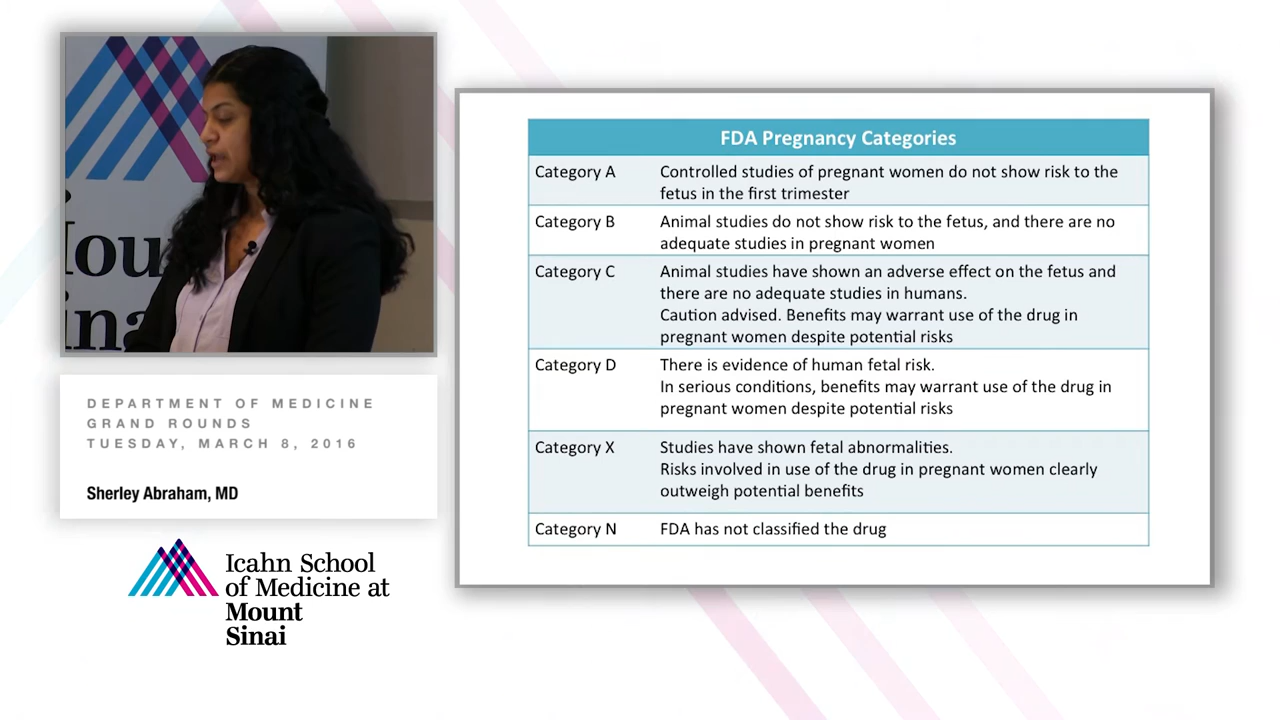 DEPARTMENT OF MEDICINE
GRAND ROUNDS
TUESDAY, MARCH 8, 2016
Sherley Abraham, MD
Icahn School
of Medicine at
Mount
Sinai
FDA Pregnancy Categories
Category A Controlled studies of pregnant women do not show risk to the
fetus in the first trimester
Category B Animal studies do not show risk to the fetus, and there are no
adequate studies in pregnant women
Category C Animal studies have shown an adverse effect on the fetus and
there are no adequate studies in humans.
Caution advised. Benefits may warrant use of the drug in
pregnant women despite potential risks
Category D There is evidence of human fetal risk.
In serious conditions, benefits may warrant use of the drug in
pregnant women despite potential risks
Category X Studies have shown fetal abnormalities.
Risks involved in use of the drug in pregnant women clearly
outweigh potential benefits
Category N FDA has not classified the drug